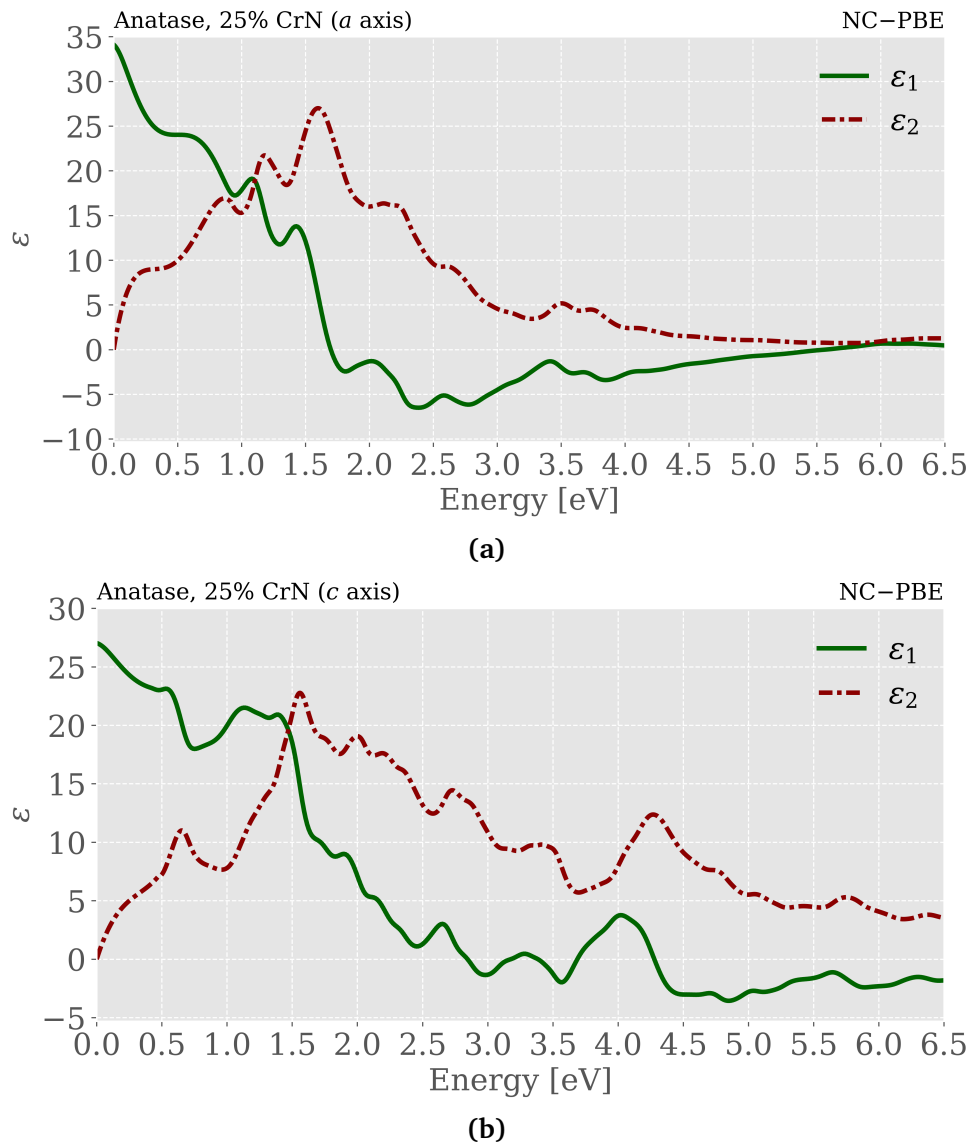 Anatase, 25% CrN (a axis) NC−PBE
35
30
25
20
15
10
5
0
−5
−10
ε
ε1
ε2
0.0 0.5 1.0 1.5 2.0 2.5 3.0 3.5 4.0 4.5 5.0 5.5 6.0 6.5
Energy [eV]
(a)
Anatase, 25% CrN (c axis) NC−PBE
30
25
20
15
10
5
0
−5
ε
ε1
ε2
0.0 0.5 1.0 1.5 2.0 2.5 3.0 3.5 4.0 4.5 5.0 5.5 6.0 6.5
Energy [eV]
(b)